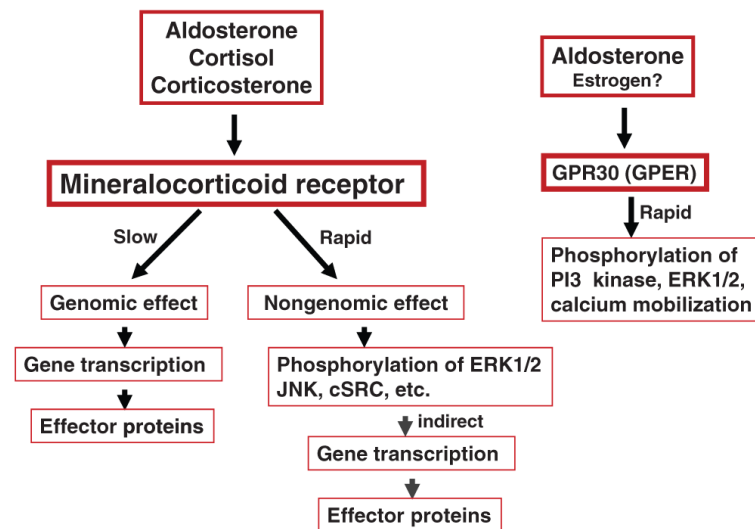 Aldosterone
Cortisol
Corticosterone
Mineralocorticoid receptor
Slow
Rapid
Genomic effect
Nongenomic effect
Gene transcription
Phosphorylation of ERK1/2
JNK, cSRC, etc.
Effector proteins
indirect
Gene transcription
Effector proteins
Aldosterone
Estrogen?
GPR30 (GPER)
Rapid
Phosphorylation of
PI3 kinase, ERK1/2,
calcium mobilization